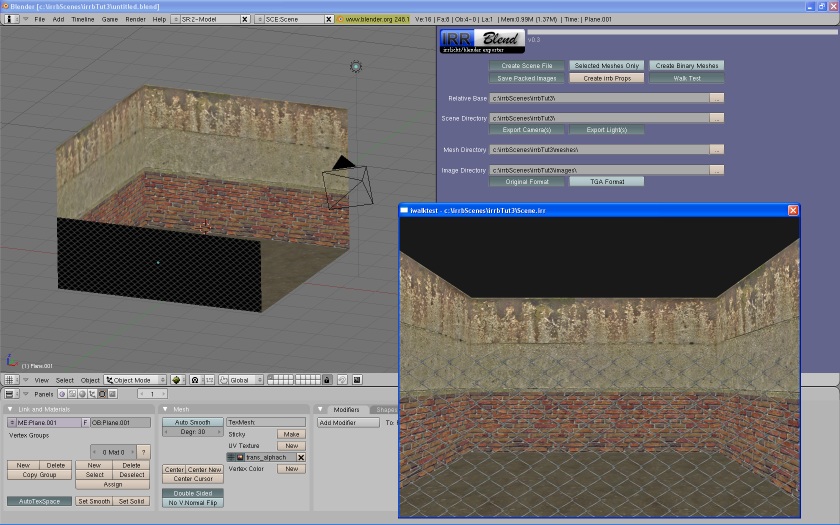 Blender [c:\irrbScenes\irrbTut3\untitled.blend]
File Add Timeline Game Render Help SR:2-Model SCE:Scene www.blender.org 246.1 Ve:16 | Fa:8 | Ob:4-0 | La:1 | Mem:0.99M (1.37M) | Time: | Plane.001
IRR Blend v0.3
irrlicht/blender exporter
Create Scene File Selected Meshes Only Create Binary Meshes
Save Packed Images Create irrb Props Walk Test
Relative Base c:\irrbScenes\irrbTut3\ ...
Scene Directory c:\irrbScenes\irrbTut3\ ...
Export Camera(s) Export Light(s)
Mesh Directory c:\irrbScenes\irrbTut3\meshes\ ...
Image Directory c:\irrbScenes\irrbTut3\images\ ...
Original Format TGA Format
iwalktest - c:\irrbScenes\irrbTut3\Scene.irr
(1) Plane.001
View Select Object Object Mode Global
Panels 1
Link and Materials
ME:Plane.001 F OB:Plane.001
Vertex Groups
0 Mat 0 ?
New Delete New Delete
Copy Group Select Deselect
Assign
AutoTexSpace Set Smooth Set Solid
Mesh
Auto Smooth TexMesh:
Degr: 30 Sticky Make
UV Texture New
trans_alphach
Center Center New Vertex Color New
Center Cursor
Double Sided
No V.Normal Flip
Modifiers Shapes
Add Modifier To: